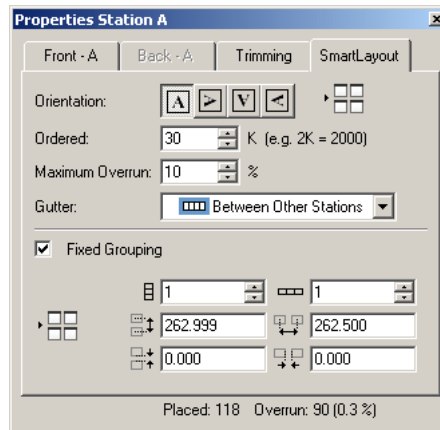 Properties Station A
Front - A Back - A Trimming SmartLayout
Orientation: A A A A
Ordered: 30 K (e.g. 2K = 2000)
Maximum Overrun: 10 %
Gutter: Between Other Stations
Fixed Grouping
1 1
262.999 262.500
0.000 0.000
Placed: 118 Overrun: 90 (0.3 %)